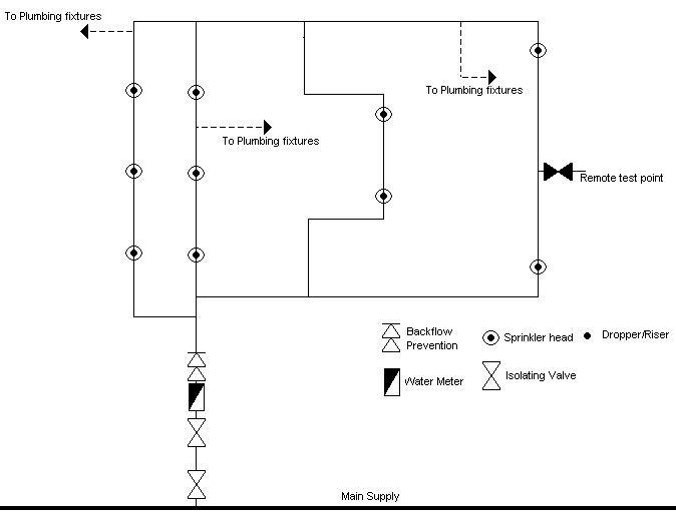 To Plumbing fixtures
To Plumbing fixtures
To Plumbing fixtures
Remote test point
Backflow
Prevention
Sprinkler head
Dropper/Riser
Water Meter
Isolating Valve
Main Supply